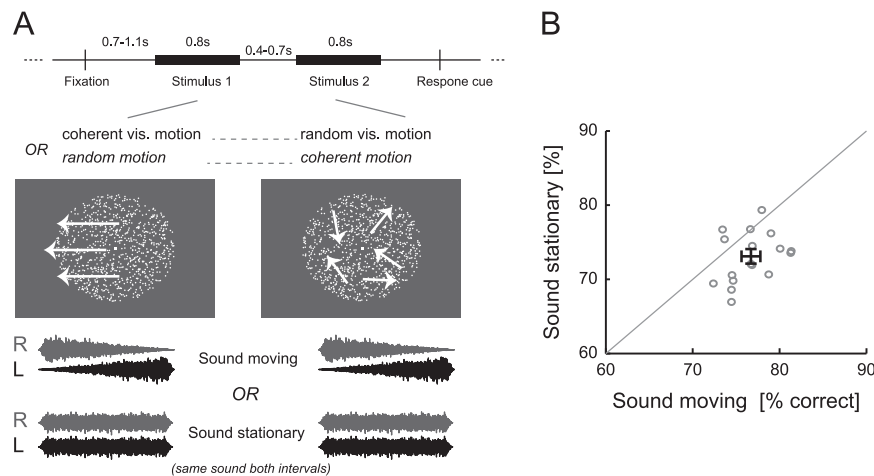 A
0.7-1.1s
0.8s
0.4-0.7s
0.8s
Fixation
Stimulus 1
Stimulus 2
Respone cue
OR
coherent vis. motion
random vis. motion
random motion
coherent motion
R
L
Sound moving
OR
R
L
Sound stationary
(same sound both intervals)
B
Sound stationary [%]
90
80
70
60
60
70
80
90
Sound moving [% correct]